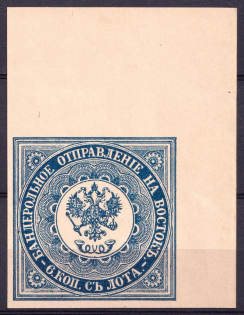 БАНДЕРОЛЬНОЕ ОТПРАВЛЕНІЕ НА ВОСТОКЪ
6 КОП. СЪ ЛОТА.